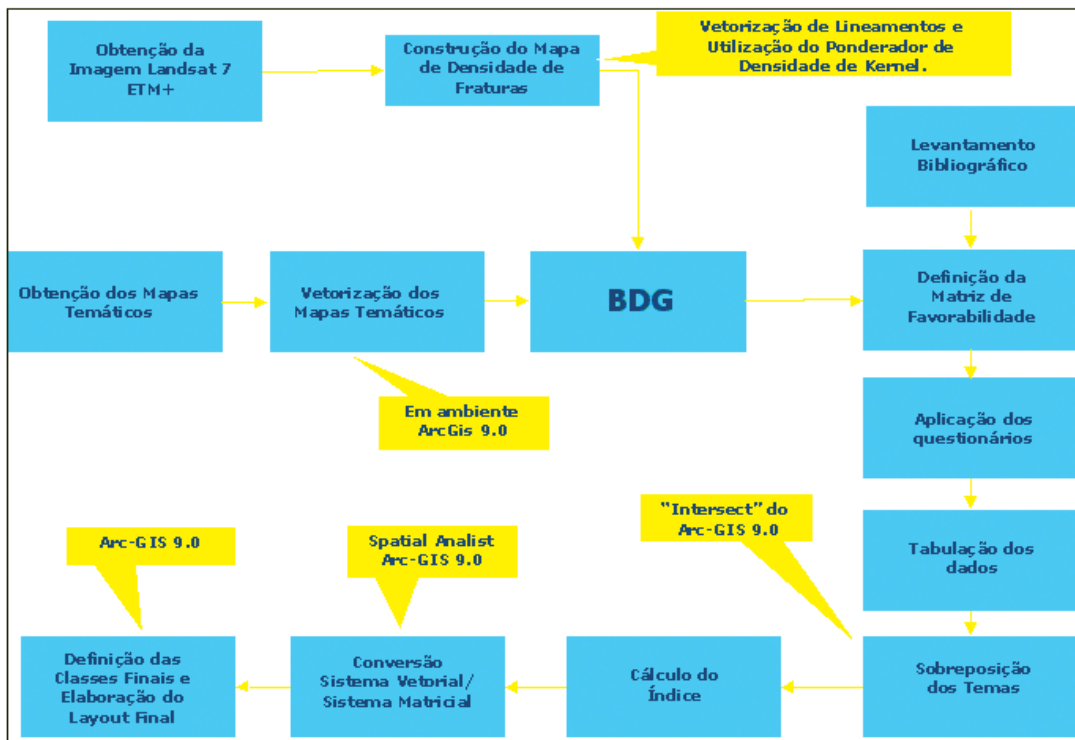 Obtenção da
Imagem Landsat 7
ETM+
Construção do Mapa
de Densidade de
Fraturas
Vetorização de Lineamentos e
Utilização do Ponderador de
Densidade de Kernel.
Levantamento
Bibliográfico
Obtenção dos Mapas
Temáticos
Vetorização dos
Mapas Temáticos
BDG
Definição da
Matriz de
Favorabilidade
Em ambiente
ArcGis 9.0
Aplicação dos
questionários
"Intersect" do
Arc-GIS 9.0
Arc-GIS 9.0
Spatial Analist
Arc-GIS 9.0
Tabulação dos
dados
Definição das
Classes Finais e
Elaboração do
Layout Final
Conversão
Sistema Vetorial/
Sistema Matricial
Cálculo do
Índice
Sobreposição
dos Temas